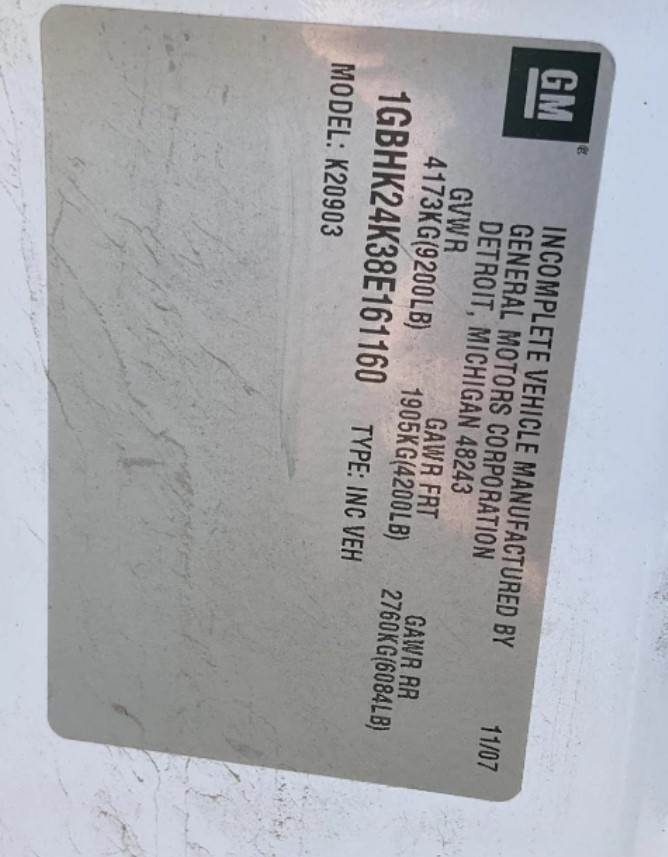 GM
INCOMPLETE VEHICLE MANUFACTURED BY
GENERAL MOTORS CORPORATION
DETROIT, MICHIGAN 48243
11/07
GVWR GAWR FRT GAWR RR
4173KG(9200LB) 1905KG(4200LB) 2760KG(6084LB)
1GBHK24K38E161160 TYPE: INC VEH
MODEL: K20903